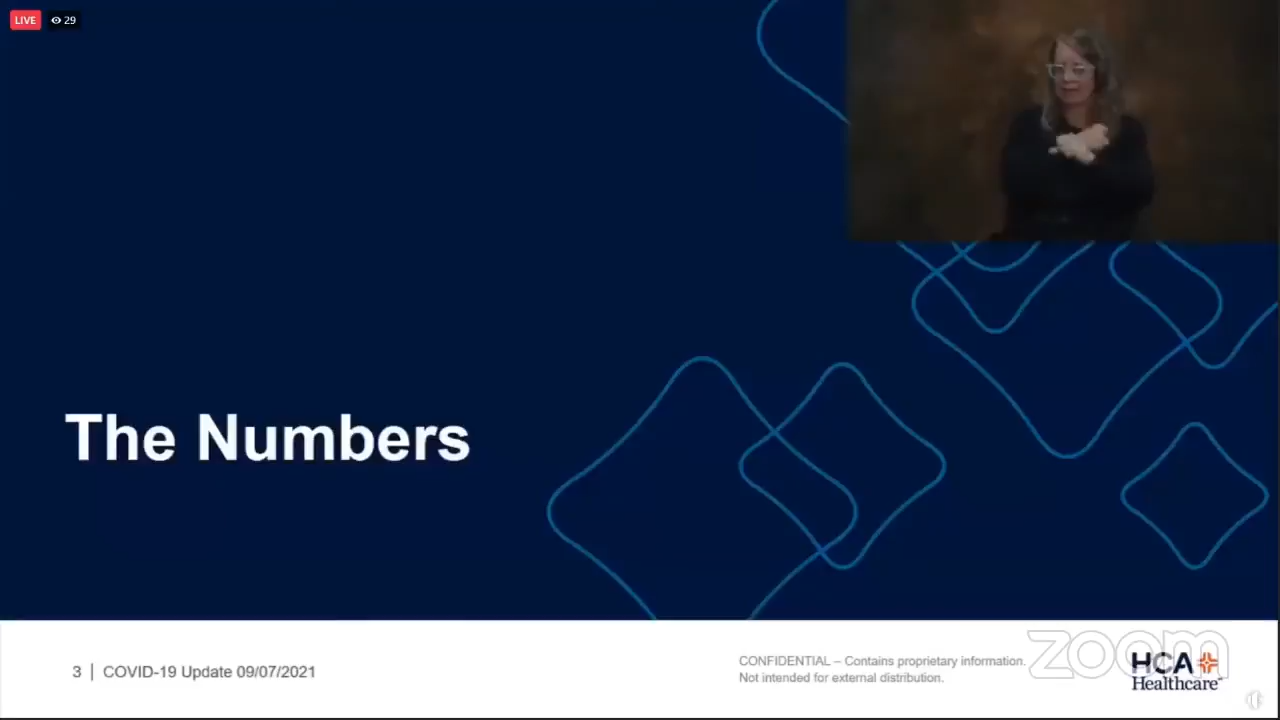 LIVE 29
The Numbers
3 | COVID-19 Update 09/07/2021
CONFIDENTIAL – Contains proprietary information.
Not intended for external distribution.
zoom
HCA
Healthcare